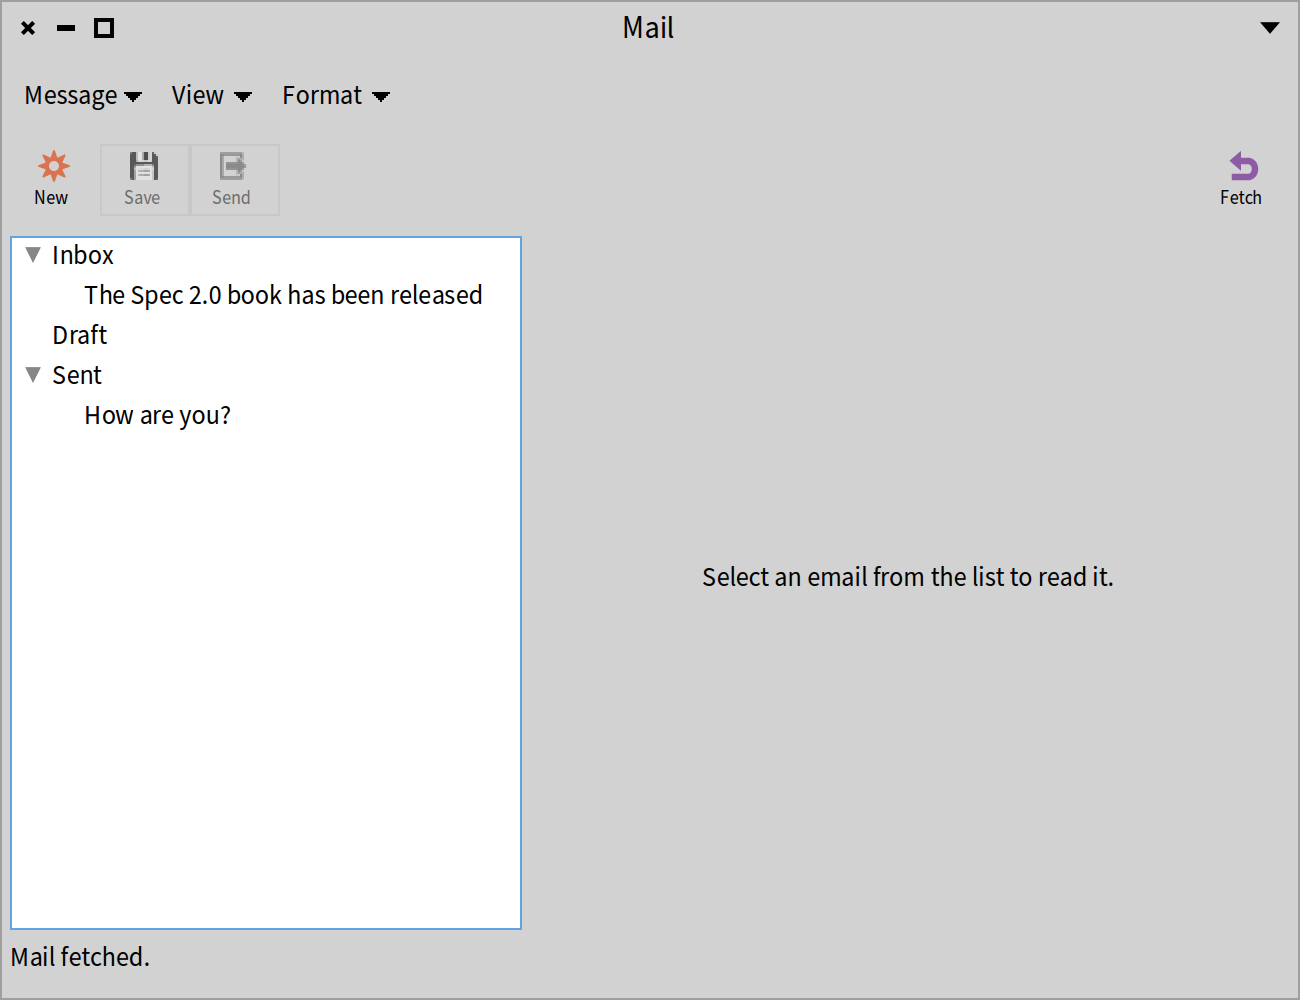 Mail
Message View Format
New Save Send Fetch
Inbox
The Spec 2.0 book has been released
Draft
Sent
How are you?
Select an email from the list to read it.
Mail fetched.